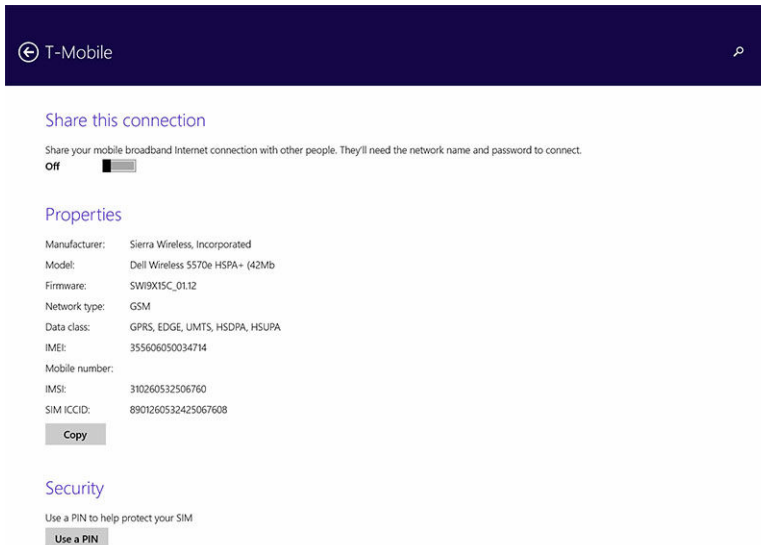 T-Mobile
Share this connection
Share your mobile broadband Internet connection with other people. They'll need the network name and password to connect.
Off
Properties
Manufacturer: Sierra Wireless, Incorporated
Model: Dell Wireless 5570e HSPA+ (42Mb
Firmware: SWI9X15C_01.12
Network type: GSM
Data class: GPRS, EDGE, UMTS, HSDPA, HSUPA
IMEI: 355606050034714
Mobile number:
IMSI: 310260532506760
SIM ICCID: 8901260532425067608
Copy
Security
Use a PIN to help protect your SIM
Use a PIN